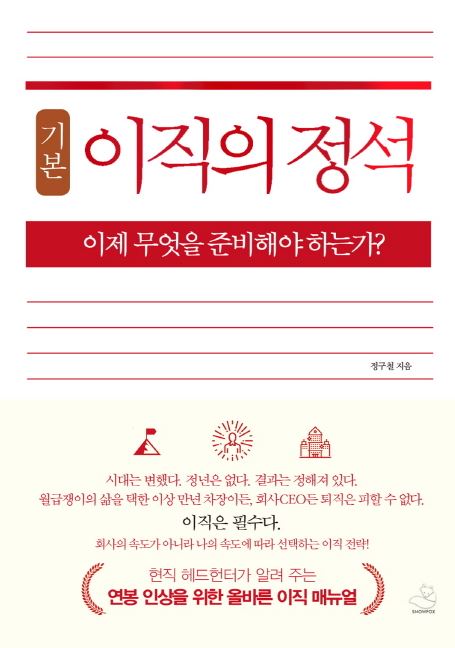 기본
이직의 정석
이제 무엇을 준비해야 하는가?
정구철 지음
시대는 변했다. 정년은 없다. 결과는 정해져 있다.
월급쟁이의 삶을 택한 이상 만년 차장이든, 회사CEO든 퇴직은 피할 수 없다.
이직은 필수다.
회사의 속도가 아니라 나의 속도에 따라 선택하는 이직 전략!
현직 헤드헌터가 알려 주는
연봉 인상을 위한 올바른 이직 매뉴얼
SNOWFOX